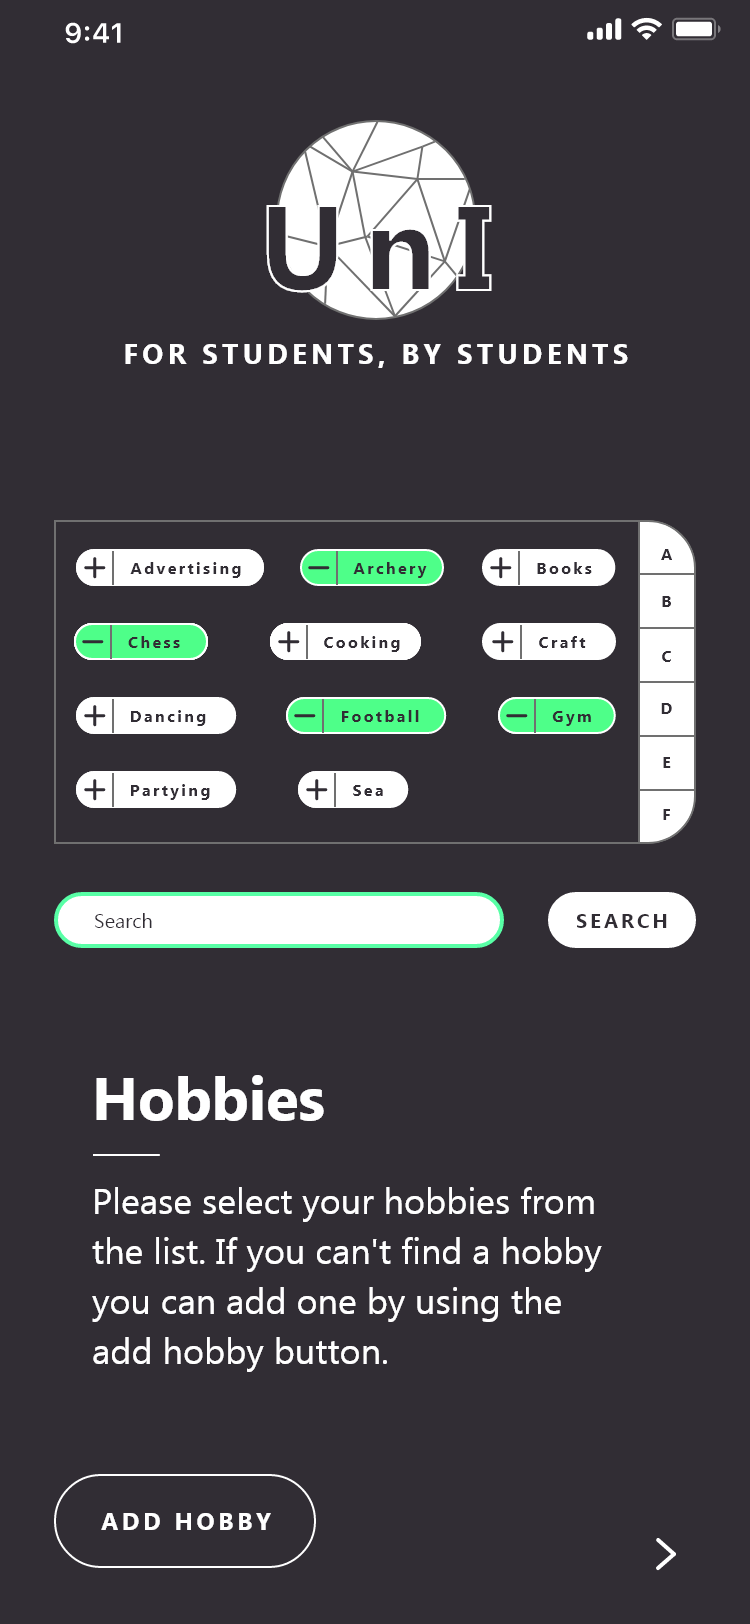 9:41
UnI
FOR STUDENTS, BY STUDENTS
Advertising Archery Books
A
B
Chess Cooking Craft
C
Dancing Football Gym
D
E
Partying Sea
F
Search SEARCH
Hobbies
Please select your hobbies from
the list. If you can't find a hobby
you can add one by using the
add hobby button.
ADD HOBBY